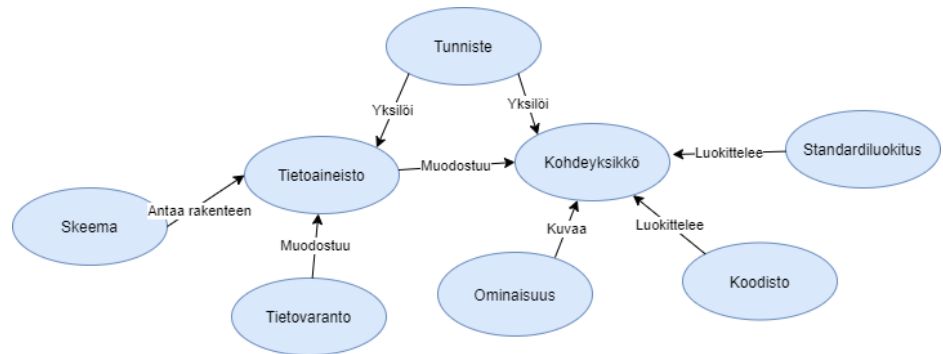 Tunniste
Yksilöi
Yksilöi
Tietoaineisto
Muodostuu
Kohdeyksikkö
Luokittelee
Standardiluokitus
Skeema
Antaa rakenteen
Muodostuu
Kuvaa
Luokittelee
Tietovaranto
Ominaisuus
Koodisto